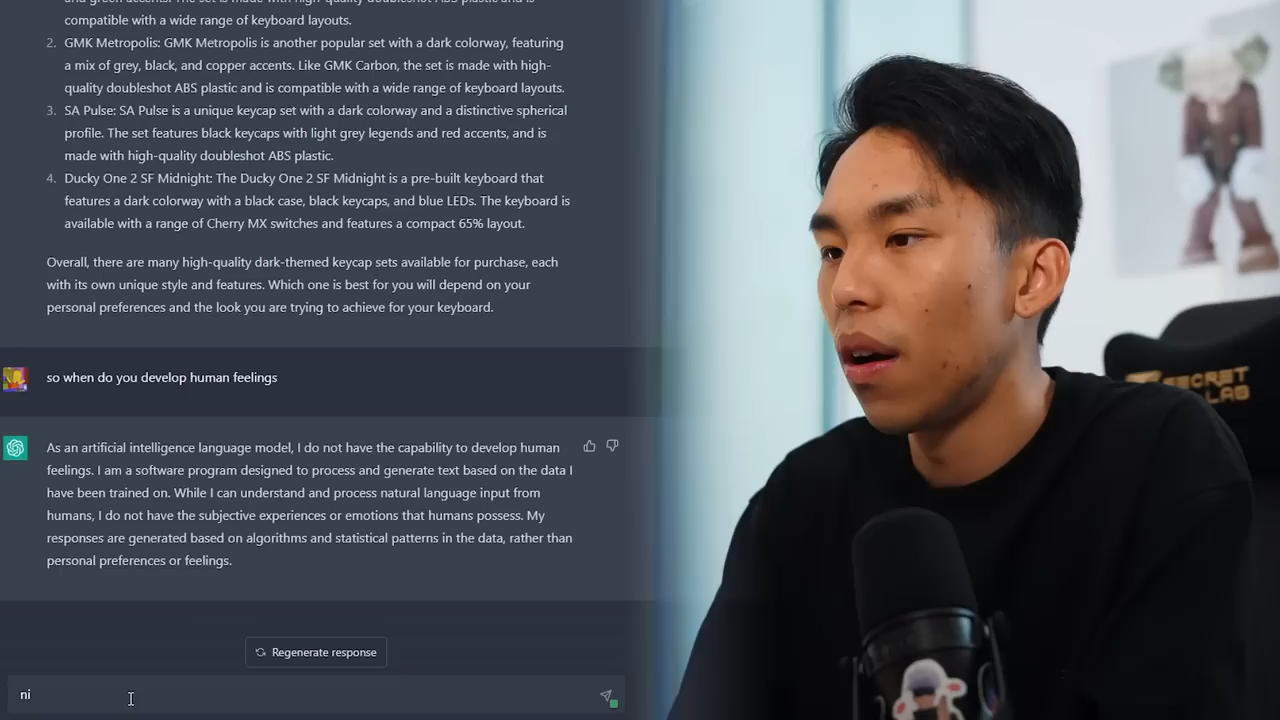 compatible with a wide range of keyboard layouts.
2. GMK Metropolis: GMK Metropolis is another popular set with a dark colorway, featuring
a mix of grey, black, and copper accents. Like GMK Carbon, the set is made with high-
quality doubleshot ABS plastic and is compatible with a wide range of keyboard layouts.
3. SA Pulse: SA Pulse is a unique keycap set with a dark colorway and a distinctive spherical
profile. The set features black keycaps with light grey legends and red accents, and is
made with high-quality doubleshot ABS plastic.
4. Ducky One 2 SF Midnight: The Ducky One 2 SF Midnight is a pre-built keyboard that
features a dark colorway with a black case, black keycaps, and blue LEDs. The keyboard is
available with a range of Cherry MX switches and features a compact 65% layout.
Overall, there are many high-quality dark-themed keycap sets available for purchase, each
with its own unique style and features. Which one is best for you will depend on your
personal preferences and the look you are trying to achieve for your keyboard.
so when do you develop human feelings
As an artificial intelligence language model, I do not have the capability to develop human
feelings. I am a software program designed to process and generate text based on the data I
have been trained on. While I can understand and process natural language input from
humans, I do not have the subjective experiences or emotions that humans possess. My
responses are generated based on algorithms and statistical patterns in the data, rather than
personal preferences or feelings.
Regenerate response
ni
SECRET
LAB